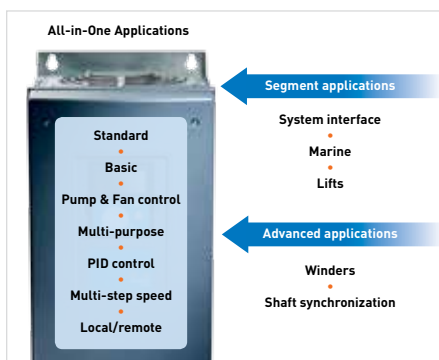 All-in-One Applications
Standard
Basic
Pump & Fan control
Multi-purpose
PID control
Multi-step speed
Local/remote
Segment applications
System interface
Marine
Lifts
Advanced applications
Winders
Shaft synchronization